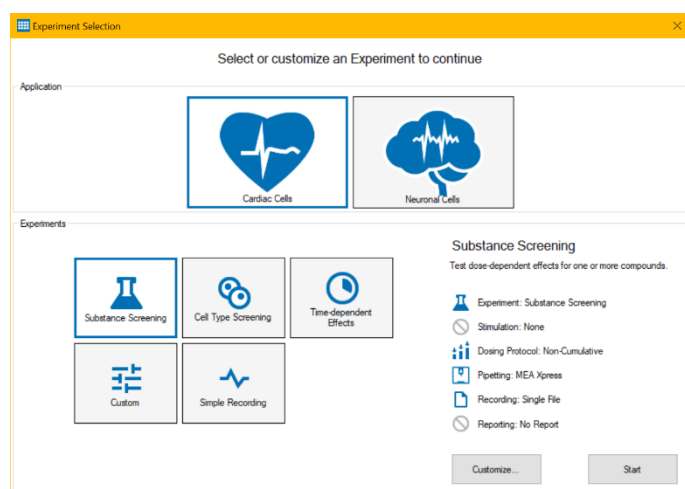 Experiment Selection
Select or customize an Experiment to continue
Application
Cardiac Cells
Neuronal Cells
Experiments
Substance Screening
Cell Type Screening
Time-dependent
Effects
Custom
Simple Recording
Substance Screening
Test dose-dependent effects for one or more compounds.
Experiment: Substance Screening
Stimulation: None
Dosing Protocol: Non-Cumulative
Pipetting: MEA Xpress
Recording: Single File
Reporting: No Report
Customize...
Start